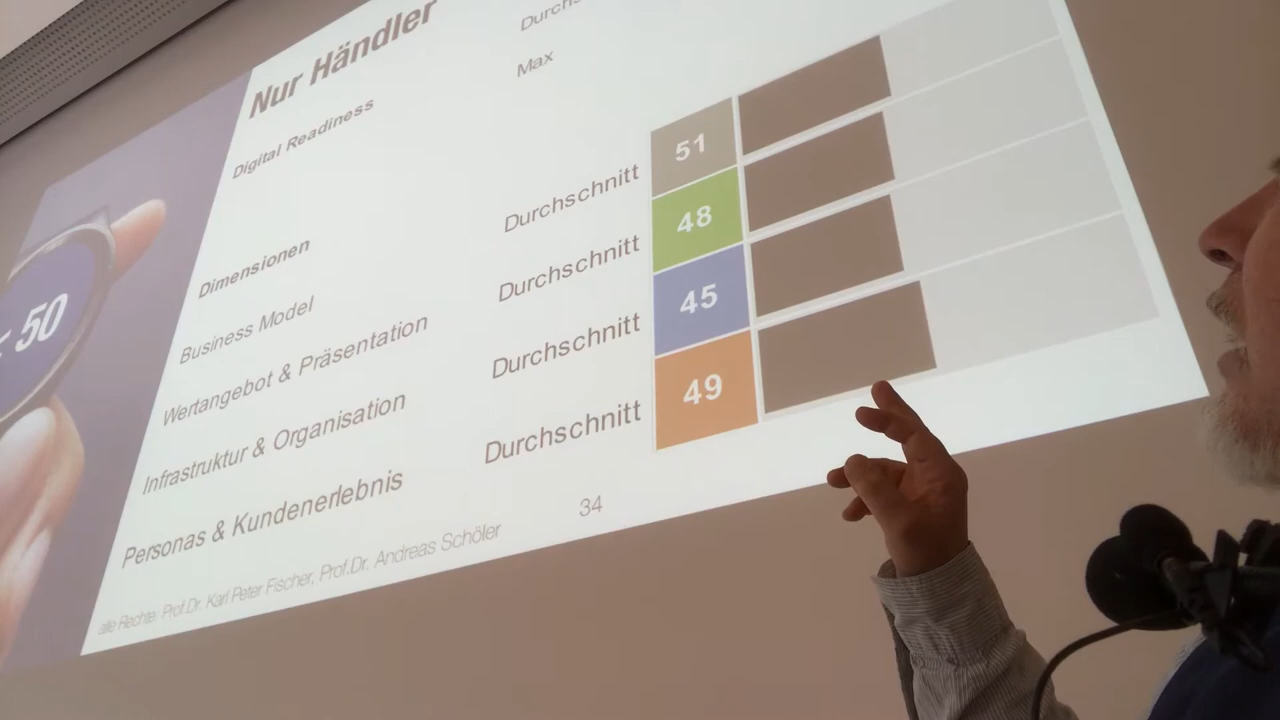 Nur Händler
Digital Readiness
Max
Dimensionen
Business Model Durchschnitt 51
Wertangebot & Präsentation Durchschnitt 48
Infrastruktur & Organisation Durchschnitt 45
Personas & Kundenerlebnis Durchschnitt 49
alle Rechte: Prof.Dr. Karl Peter Fischer, Prof.Dr. Andreas Schöler 34
50